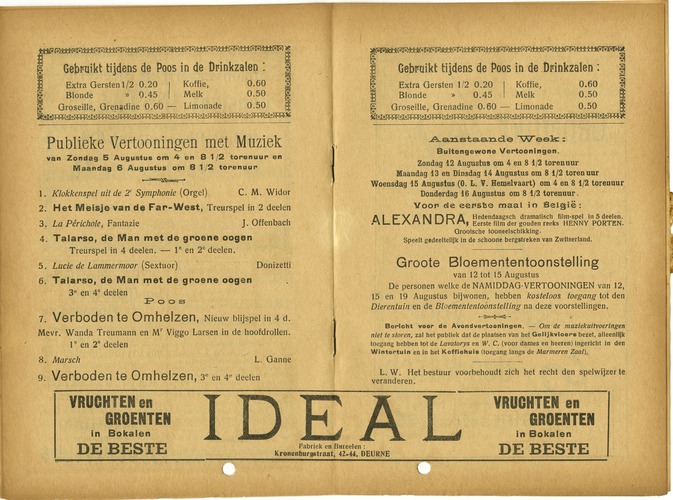 Gebruikt tijdens de Poos in de Drinkzalen :
Extra Gersten 1/2 0.20 | Koffie, 0.60
Blonde » 0.45 | Melk 0.50
Groseille, Grenadine 0.60 — Limonade 0.50
Publieke Vertooningen met Muziek
van Zondag 5 Augustus om 4 en 8 1/2 torenuur en
Maandag 6 Augustus om 8 1/2 torenuur
1. Klokkenspel uit de 2e Symphonie (Orgel) C. M. Widor
2. Het Meisje van de Far-West, Treurspel in 2 deelen
3. La Périchole, Fantazie J. Offenbach
4. Talarso, de Man met de groene oogen
Treurspel in 4 deelen. — 1e en 2e deelen.
5. Lucie de Lammermoor (Sextuor) Donizetti
6. Talarso, de Man met de groene oogen
3e en 4e deelen
Poos
7. Verboden te Omhelzen, Nieuw blijspel in 4 d.
Mevr. Wanda Treumann en Mr Viggo Larsen in de hoofdrollen.
1e en 2e deelen
8. Marsch L. Ganne
9. Verboden te Omhelzen, 3e en 4e deelen
Gebruikt tijdens de Poos in de Drinkzalen :
Extra Gersten 1/2 0.20 | Koffie, 0.60
Blonde » 0.45 | Melk 0.50
Groseille, Grenadine 0.60 — Limonade 0.50
Aanstaande Week :
Buitengewone Vertooningen.
Zondag 12 Augustus om 4 en 8 1/2 torenuur
Maandag 13 en Dinsdag 14 Augustus om 8 1/2 torenuur
Woensdag 15 Augustus (O. L. V. Hemelvaart) om 4 en 8 1/2 torenuur
Donderdag 16 Augustus om 8 1/2 torenuur.
Voor de eerste maal in België :
ALEXANDRA, Hedendaagsch dramatisch film-spel in 5 deelen.
Eerste film der gouden reeks HENNY PORTEN.
Grootsche tooneelschikking.
Speelt gedeeltelijk in de schoone bergstreken van Zwitserland.
Groote Bloemententoonstelling
van 12 tot 15 Augustus
De personen welke de NAMIDDAG-VERTOONINGEN van 12,
15 en 19 Augustus bijwonen, hebben kosteloos toegang tot den
Dierentuin en de Bloemententoonstelling na deze voorstellingen.
Bericht voor de Avondvertooningen. — Om de muziekuitvoeringen
niet te storen, zal het publiek dat de plaatsen van het Gelijkvloers bezet, alleenlijk
toegang hebben tot de Lavatorys en W. C. (voor dames en heeren) ingericht in den
Wintertuin en in het Koffiehuis (toegang langs de Marmeren Zaal).
L. W. Het bestuur voorbehoudt zich het recht den spelwijzer te
veranderen.
VRUCHTEN en
GROENTEN
in Bokalen
DE BESTE
IDEAL
Fabriek en Bureelen :
Kronenburgstraat, 42-44, DEURNE
VRUCHTEN en
GROENTEN
in Bokalen
DE BESTE